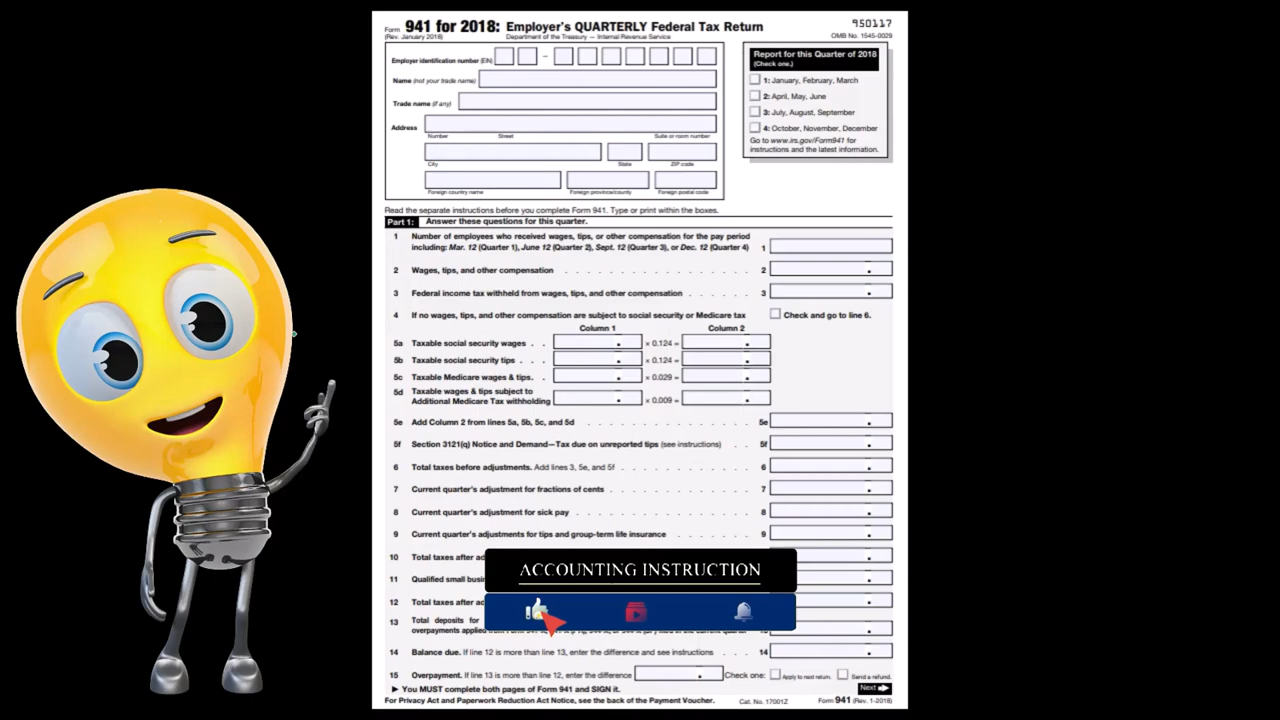 Form 941 for 2018: Employer's QUARTERLY Federal Tax Return
950117
(Rev. January 2018) Department of the Treasury — Internal Revenue Service
OMB No. 1545-0029
Employer identification number (EIN) –
Name (not your trade name)
Trade name (if any)
Address
Number Street Suite or room number
City State ZIP code
Foreign country name Foreign province/county Foreign postal code
Report for this Quarter of 2018
(Check one.)
1: January, February, March
2: April, May, June
3: July, August, September
4: October, November, December
Go to www.irs.gov/Form941 for
instructions and the latest information.
Read the separate instructions before you complete Form 941. Type or print within the boxes.
Part 1: Answer these questions for this quarter.
1 Number of employees who received wages, tips, or other compensation for the pay period
including: Mar. 12 (Quarter 1), June 12 (Quarter 2), Sept. 12 (Quarter 3), or Dec. 12 (Quarter 4) 1
2 Wages, tips, and other compensation 2
3 Federal income tax withheld from wages, tips, and other compensation 3
4 If no wages, tips, and other compensation are subject to social security or Medicare tax Check and go to line 6.
Column 1 Column 2
5a Taxable social security wages . . × 0.124 =
5b Taxable social security tips . . . × 0.124 =
5c Taxable Medicare wages & tips. . × 0.029 =
5d Taxable wages & tips subject to
Additional Medicare Tax withholding × 0.009 =
5e Add Column 2 from lines 5a, 5b, 5c, and 5d 5e
5f Section 3121(q) Notice and Demand—Tax due on unreported tips (see instructions) . . 5f
6 Total taxes before adjustments. Add lines 3, 5e, and 5f 6
7 Current quarter's adjustment for fractions of cents 7
8 Current quarter's adjustment for sick pay 8
9 Current quarter's adjustments for tips and group-term life insurance 9
10 Total taxes after
11 Qualified small
12 Total taxes after
13 Total deposits for
overpayments
ACCOUNTING INSTRUCTION
14 Balance due. If line 12 is more than line 13, enter the difference and see instructions . . . 14
15 Overpayment. If line 13 is more than line 12, enter the difference Check one: Apply to next return. Send a refund.
► You MUST complete both pages of Form 941 and SIGN it. Next
For Privacy Act and Paperwork Reduction Act Notice, see the back of the Payment Voucher. Cat. No. 17001Z Form 941 (Rev. 1-2018)